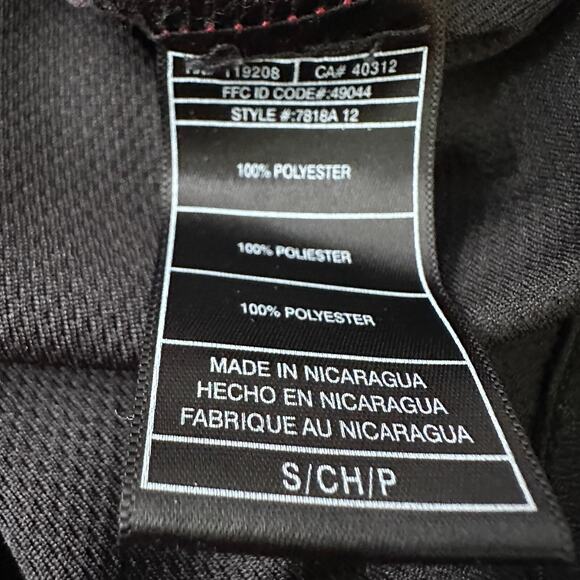 119208 CA# 40312
FFC ID CODE#:49044
STYLE #:7818A 12
100% POLYESTER
100% POLIESTER
100% POLYESTER
MADE IN NICARAGUA
HECHO EN NICARAGUA
FABRIQUE AU NICARAGUA
S/CH/P